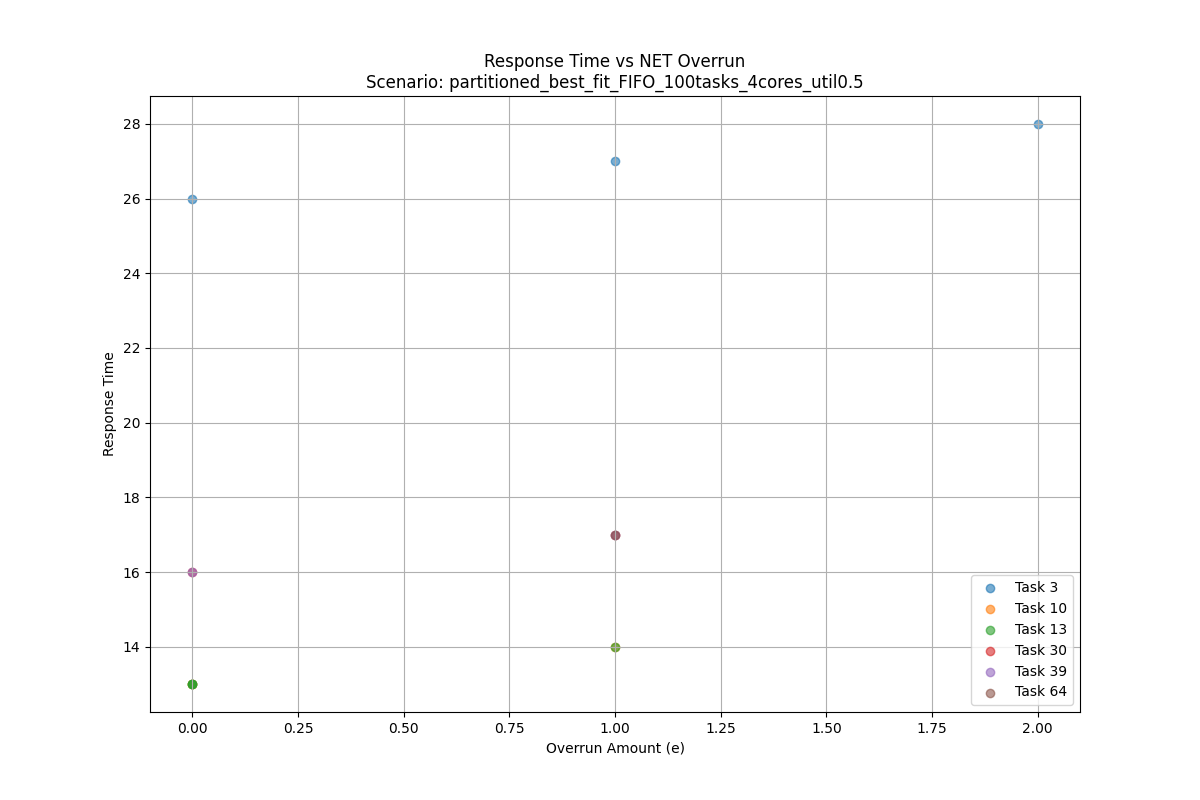 Response Time vs NET Overrun
Scenario: partitioned_best_fit_FIFO_100tasks_4cores_util0.5
28
26
24
22
20
18
16
14
Response Time
0.00 0.25 0.50 0.75 1.00 1.25 1.50 1.75 2.00
Overrun Amount (e)
Task 3
Task 10
Task 13
Task 30
Task 39
Task 64